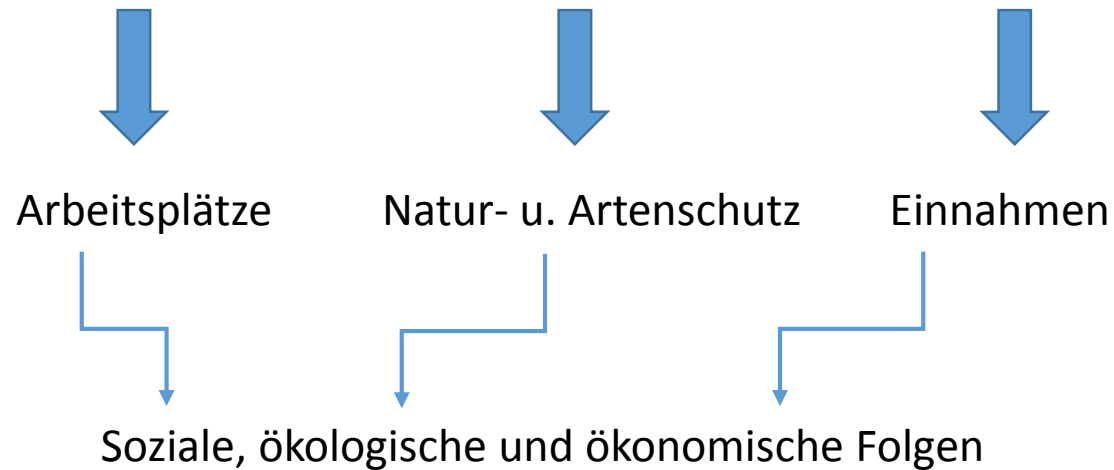 Arbeitsplätze Natur- u. Artenschutz Einnahmen
Soziale, ökologische und ökonomische Folgen